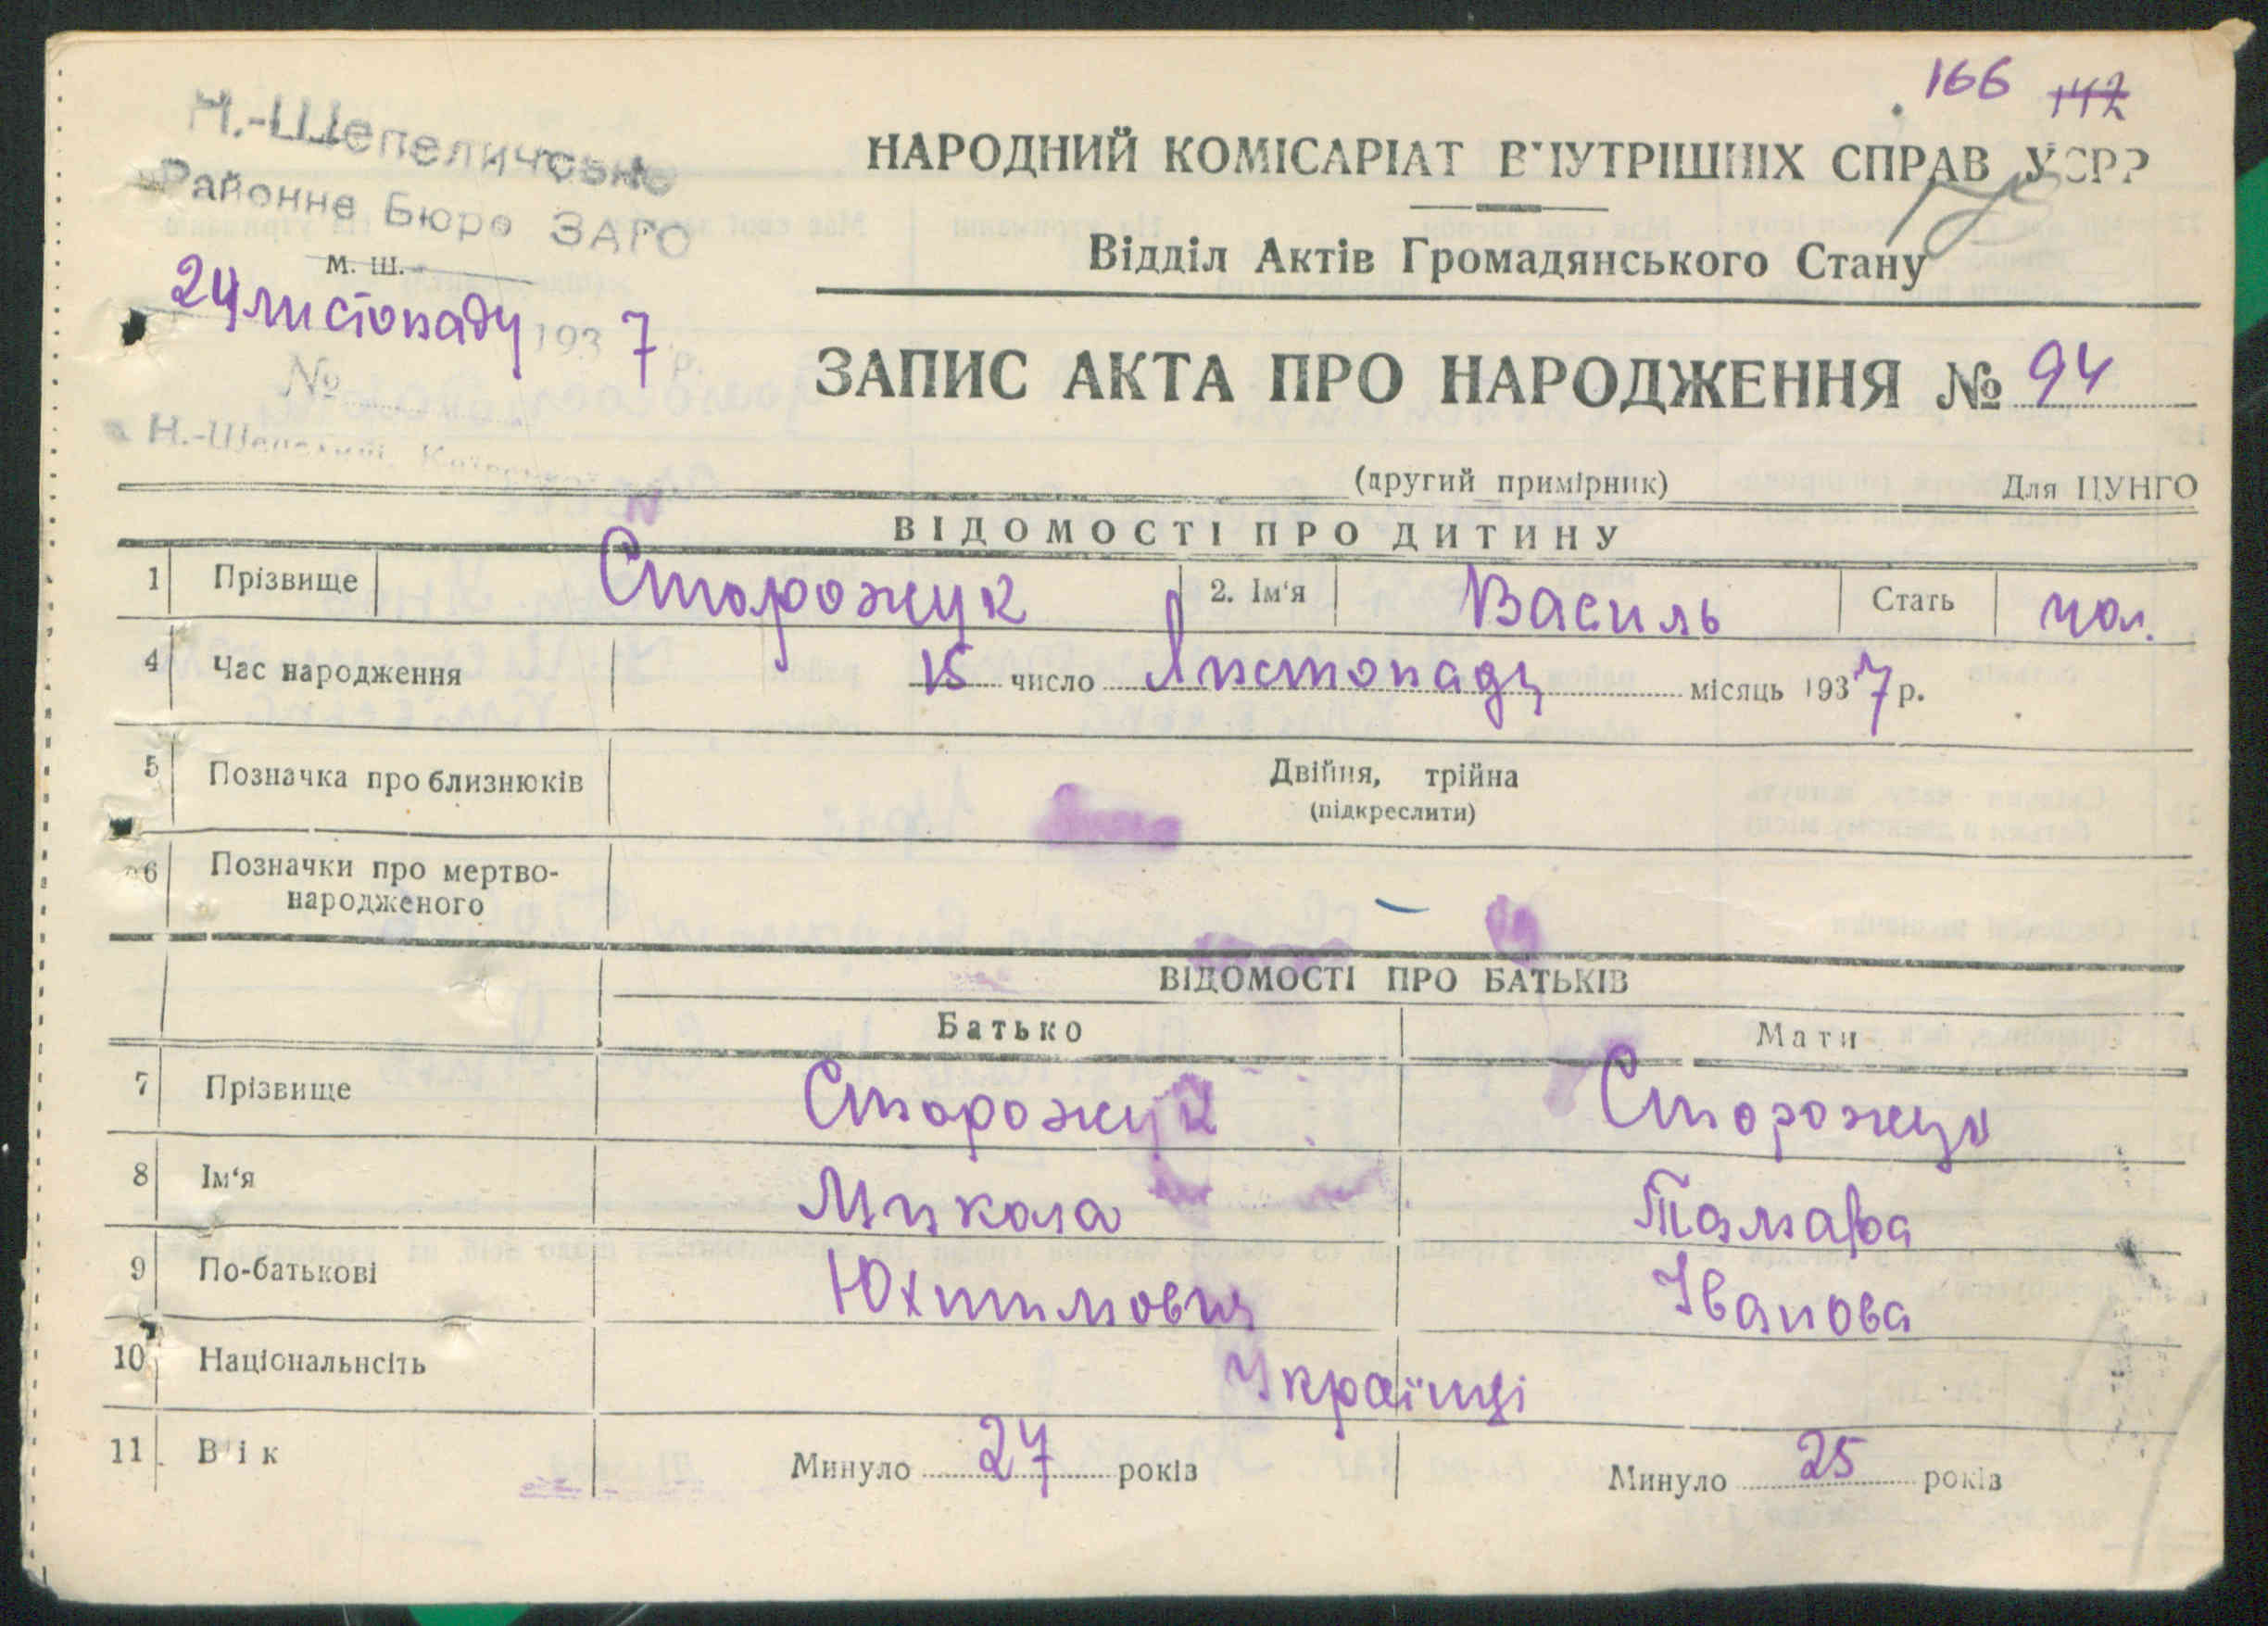 166 142
Н.-Шепеличське
Районне Бюро ЗАГС
м. ш.
24 листопаду 1937 р.
№
НАРОДНИЙ КОМІСАРІАТ ВНУТРІШНІХ СПРАВ УСРР
Відділ Актів Громадянського Стану
ЗАПИС АКТА ПРО НАРОДЖЕННЯ № 94
(другий примірник) Для ЦУНГО
ВІДОМОСТІ ПРО ДИТИНУ
1 Прізвище Сторожук 2. Ім‘я Василь Стать чол.
4 Час народження 15 число Листопаду місяць 1937 р.
5 Позначка про близнюків Двійня, трійна
(підкреслити)
6 Позначки про мертво-
народженого —
ВІДОМОСТІ ПРО БАТЬКІВ
Батько Мати
7 Прізвище Сторожук Сторожук
8 Ім‘я Микола Тамара
9 По-батькові Юхтимович Іванова
10 Національнсіть Українці
11 Вік Минуло 27 років Минуло 25 років